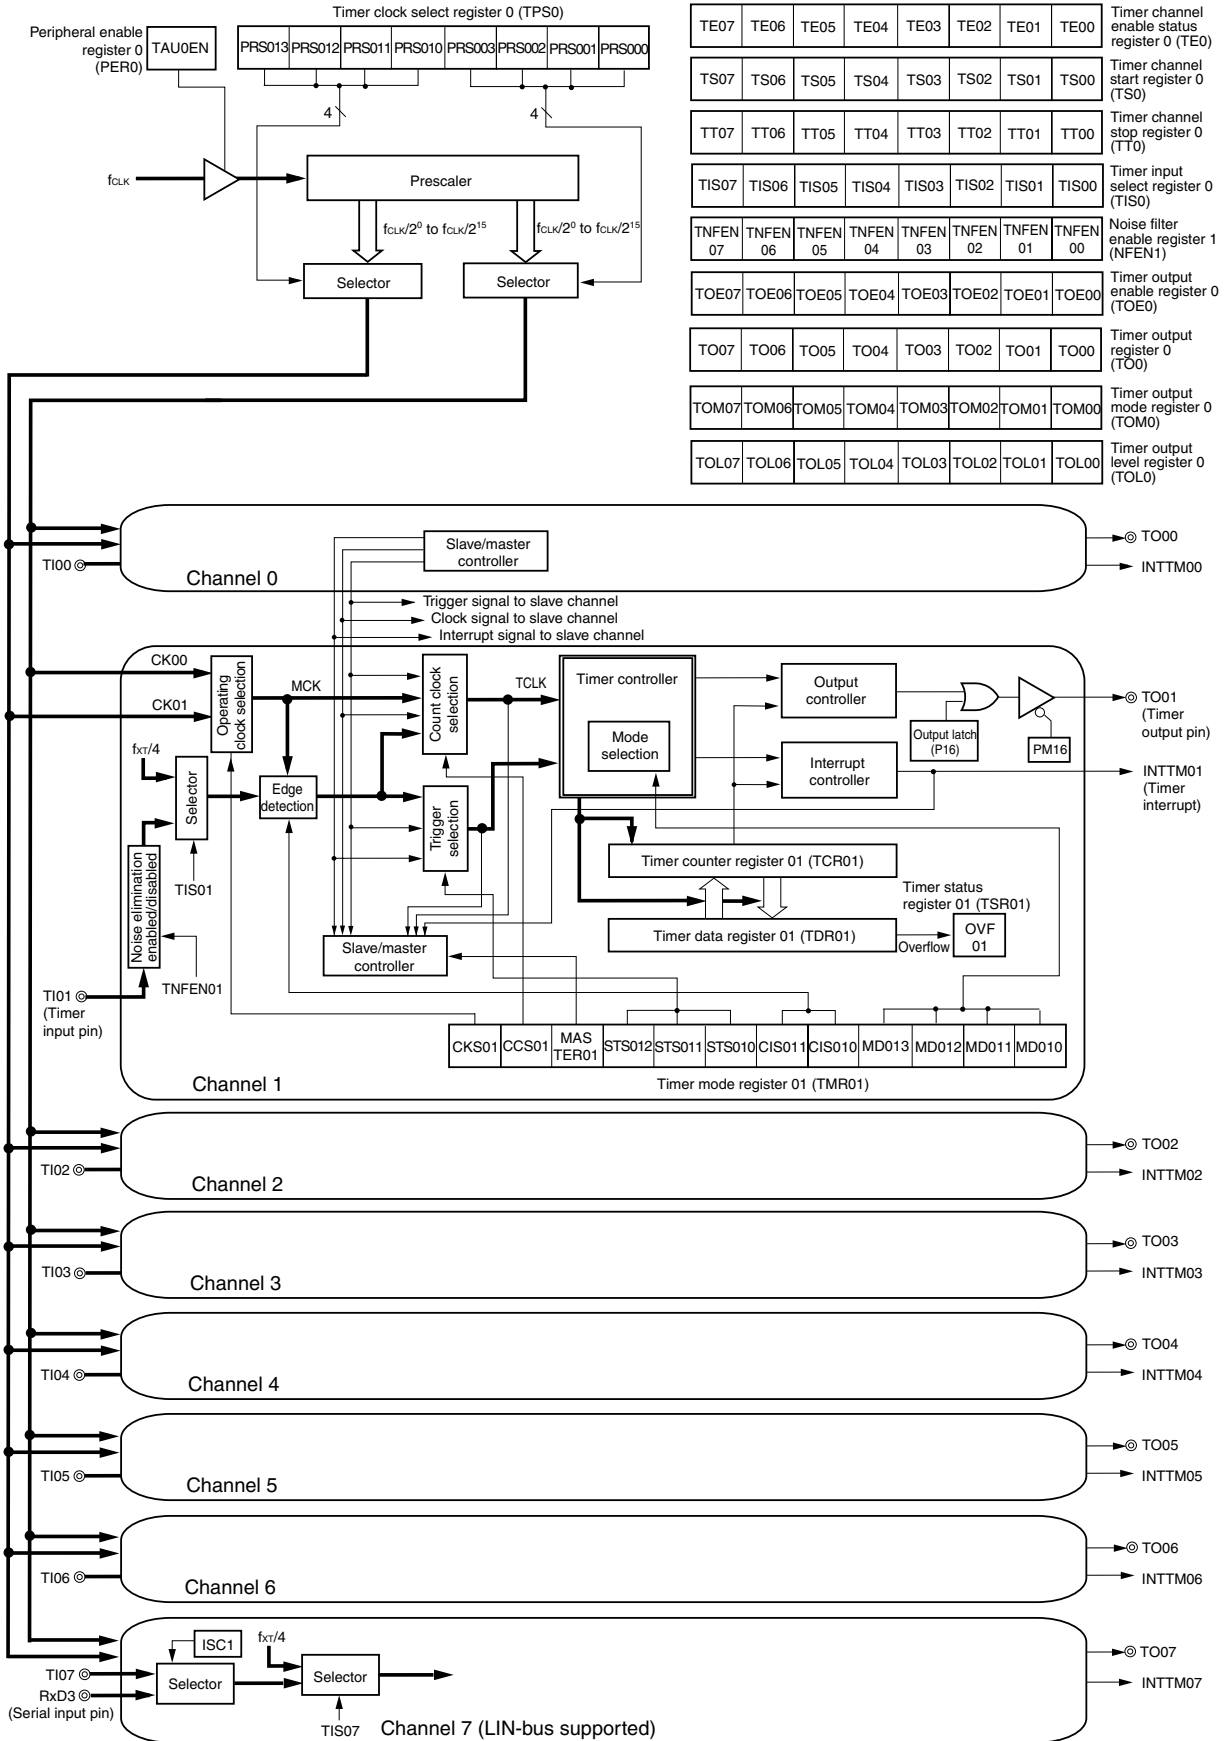 Timer clock select register 0 (TPS0)
Peripheral enable
register 0
(PER0)
TAU0EN
PRS013 PRS012 PRS011 PRS010 PRS003 PRS002 PRS001 PRS000
4
4
fCLK
Prescaler
fCLK/2⁰ to fCLK/2¹⁵
fCLK/2⁰ to fCLK/2¹⁵
Selector
Selector
TE07 TE06 TE05 TE04 TE03 TE02 TE01 TE00
Timer channel
enable status
register 0 (TE0)
TS07 TS06 TS05 TS04 TS03 TS02 TS01 TS00
Timer channel
start register 0
(TS0)
TT07 TT06 TT05 TT04 TT03 TT02 TT01 TT00
Timer channel
stop register 0
(TT0)
TIS07 TIS06 TIS05 TIS04 TIS03 TIS02 TIS01 TIS00
Timer input
select register 0
(TIS0)
TNFEN TNFEN TNFEN TNFEN TNFEN TNFEN TNFEN TNFEN
07 06 05 04 03 02 01 00
Noise filter
enable register 1
(NFEN1)
TOE07 TOE06 TOE05 TOE04 TOE03 TOE02 TOE01 TOE00
Timer output
enable register 0
(TOE0)
TO07 TO06 TO05 TO04 TO03 TO02 TO01 TO00
Timer output
register 0
(TO0)
TOM07 TOM06 TOM05 TOM04 TOM03 TOM02 TOM01 TOM00
Timer output
mode register 0
(TOM0)
TOL07 TOL06 TOL05 TOL04 TOL03 TOL02 TOL01 TOL00
Timer output
level register 0
(TOL0)
TI00
Channel 0
Slave/master
controller
TO00
INTTM00
Trigger signal to slave channel
Clock signal to slave channel
Interrupt signal to slave channel
CK00
CK01
Operating
clock selection
MCK
Count clock
selection
TCLK
Timer controller
Mode
selection
Output
controller
Output latch
(P16)
PM16
TO01
(Timer
output pin)
Interrupt
controller
INTTM01
(Timer
interrupt)
fXT/4
Selector
Edge
detection
Trigger
selection
TIS01
Noise elimination
enabled/disabled
TNFEN01
TI01
(Timer
input pin)
Timer counter register 01 (TCR01)
Timer data register 01 (TDR01)
Timer status
register 01 (TSR01)
Overflow
OVF
01
Slave/master
controller
CKS01 CCS01 MAS
TER01 STS012 STS011 STS010 CIS011 CIS010 MD013 MD012 MD011 MD010
Timer mode register 01 (TMR01)
Channel 1
TI02
Channel 2
TO02
INTTM02
TI03
Channel 3
TO03
INTTM03
TI04
Channel 4
TO04
INTTM04
TI05
Channel 5
TO05
INTTM05
TI06
Channel 6
TO06
INTTM06
TI07
RxD3
(Serial input pin)
ISC1
Selector
fXT/4
Selector
TIS07
Channel 7 (LIN-bus supported)
TO07
INTTM07